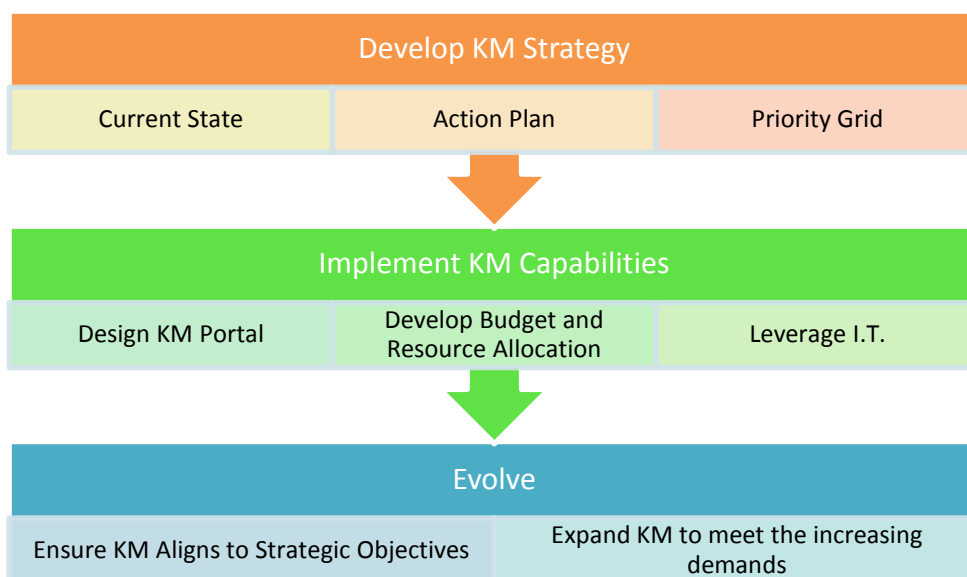 Develop KM Strategy
Current State
Action Plan
Priority Grid
Implement KM Capabilities
Design KM Portal
Develop Budget and
Resource Allocation
Leverage I.T.
Evolve
Ensure KM Aligns to Strategic Objectives
Expand KM to meet the increasing
demands